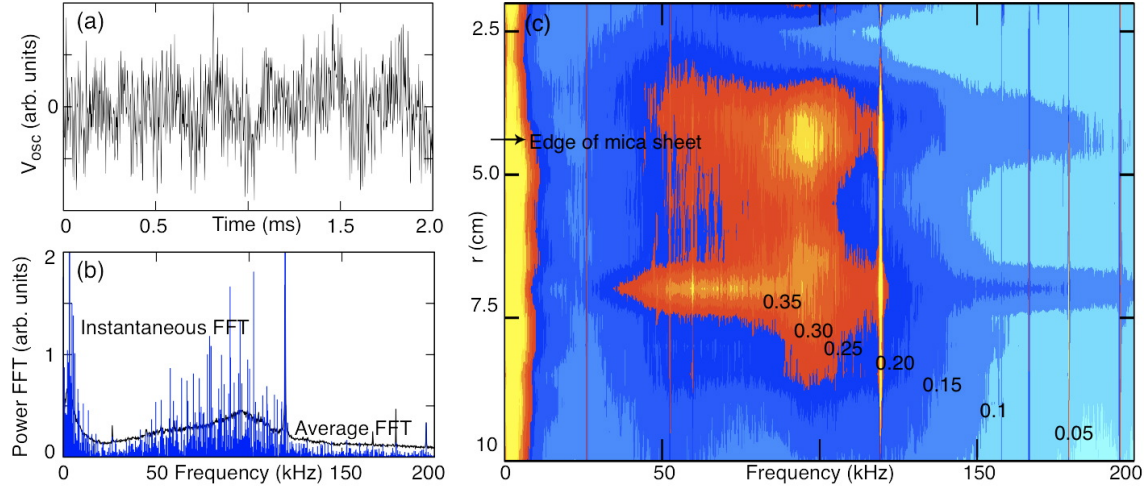 (a)
V_osc (arb. units)
0
0 0.5 Time (ms) 1.5 2.0
(b)
Power FFT (arb. units)
2
1
0
Instantaneous FFT
Average FFT
0 50 Frequency (kHz) 150 200
(c)
r (cm)
2.5
5.0
7.5
10
Edge of mica sheet
0.35
0.30
0.25
0.20
0.15
0.1
0.05
0 50 Frequency (kHz) 150 200